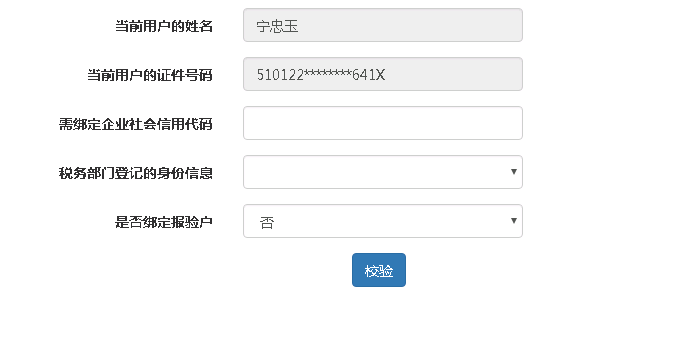 当前用户的姓名 宁忠玉
当前用户的证件号码 510122********641X
需绑定企业社会信用代码
税务部门登记的身份信息
是否绑定报验户 否
校验